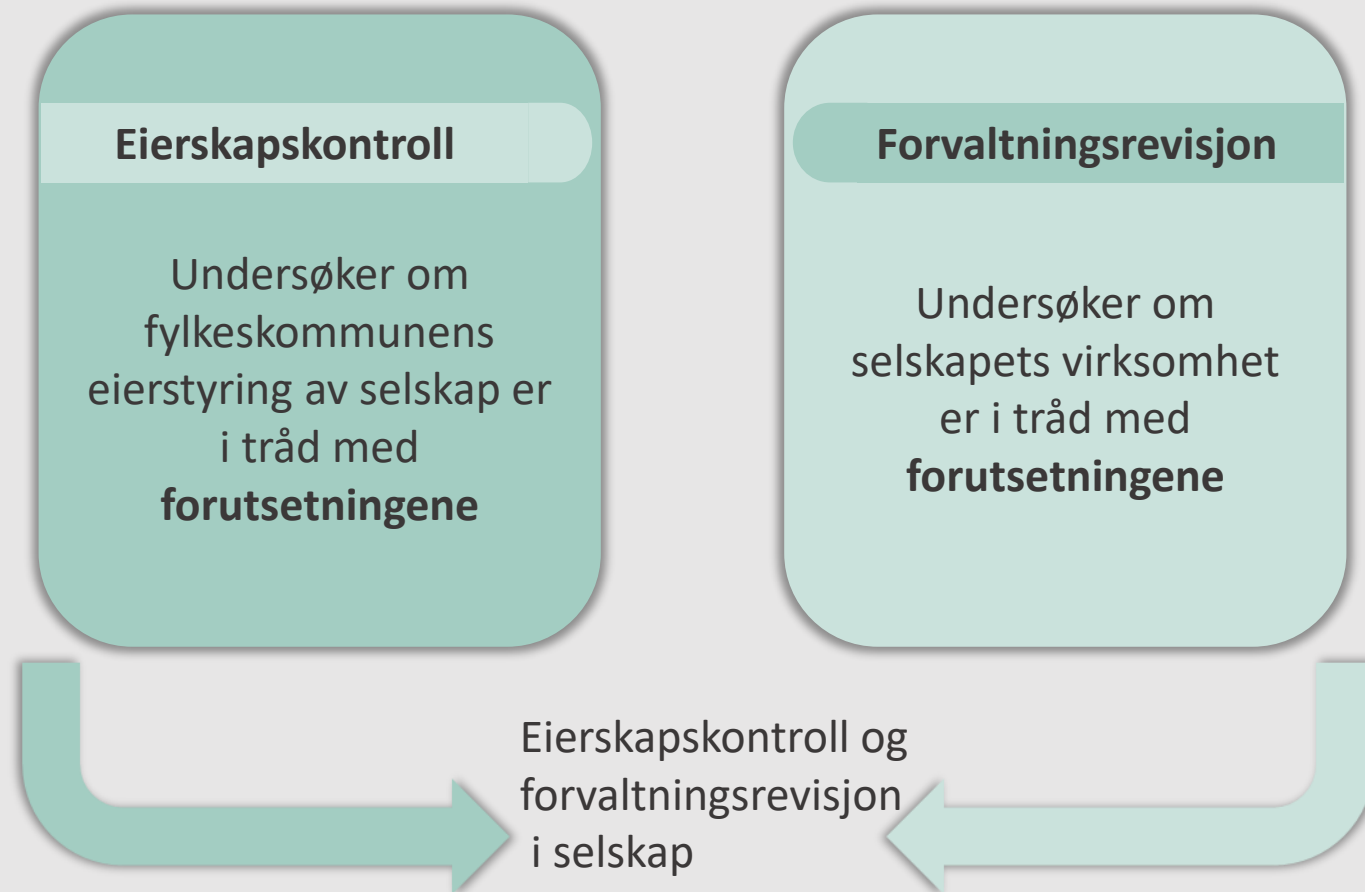 Eierskapskontroll
Undersøker om
fylkeskommunens
eierstyring av selskap er
i tråd med
forutsetningene
Forvaltningsrevisjon
Undersøker om
selskapets virksomhet
er i tråd med
forutsetningene
Eierskapskontroll og
forvaltningsrevisjon
i selskap